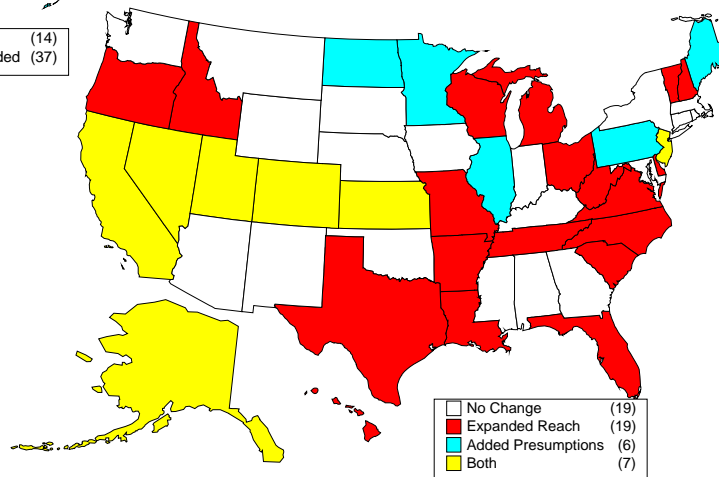 (14)
ded (37)
No Change (19)
Expanded Reach (19)
Added Presumptions (6)
Both (7)